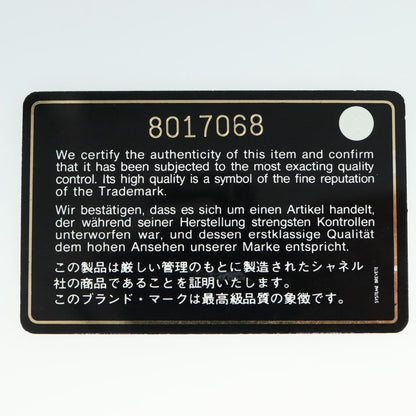 8017068
We certify the authenticity of this item and confirm
that it has been subjected to the most exacting quality
control. Its high quality is a symbol of the fine reputation
of the Trademark.
Wir bestätigen, dass es sich um einen Artikel handelt,
der während seiner Herstellung strengsten Kontrollen
unterworfen war, und dessen erstklassige Qualität
dem hohen Ansehen unserer Marke entspricht.
この製品は厳しい管理のもとに製造されたシャネル
社の商品であることを証明いたします。
このブランド・マークは最高級品質の象徴です。
SYSTEME BREVETE